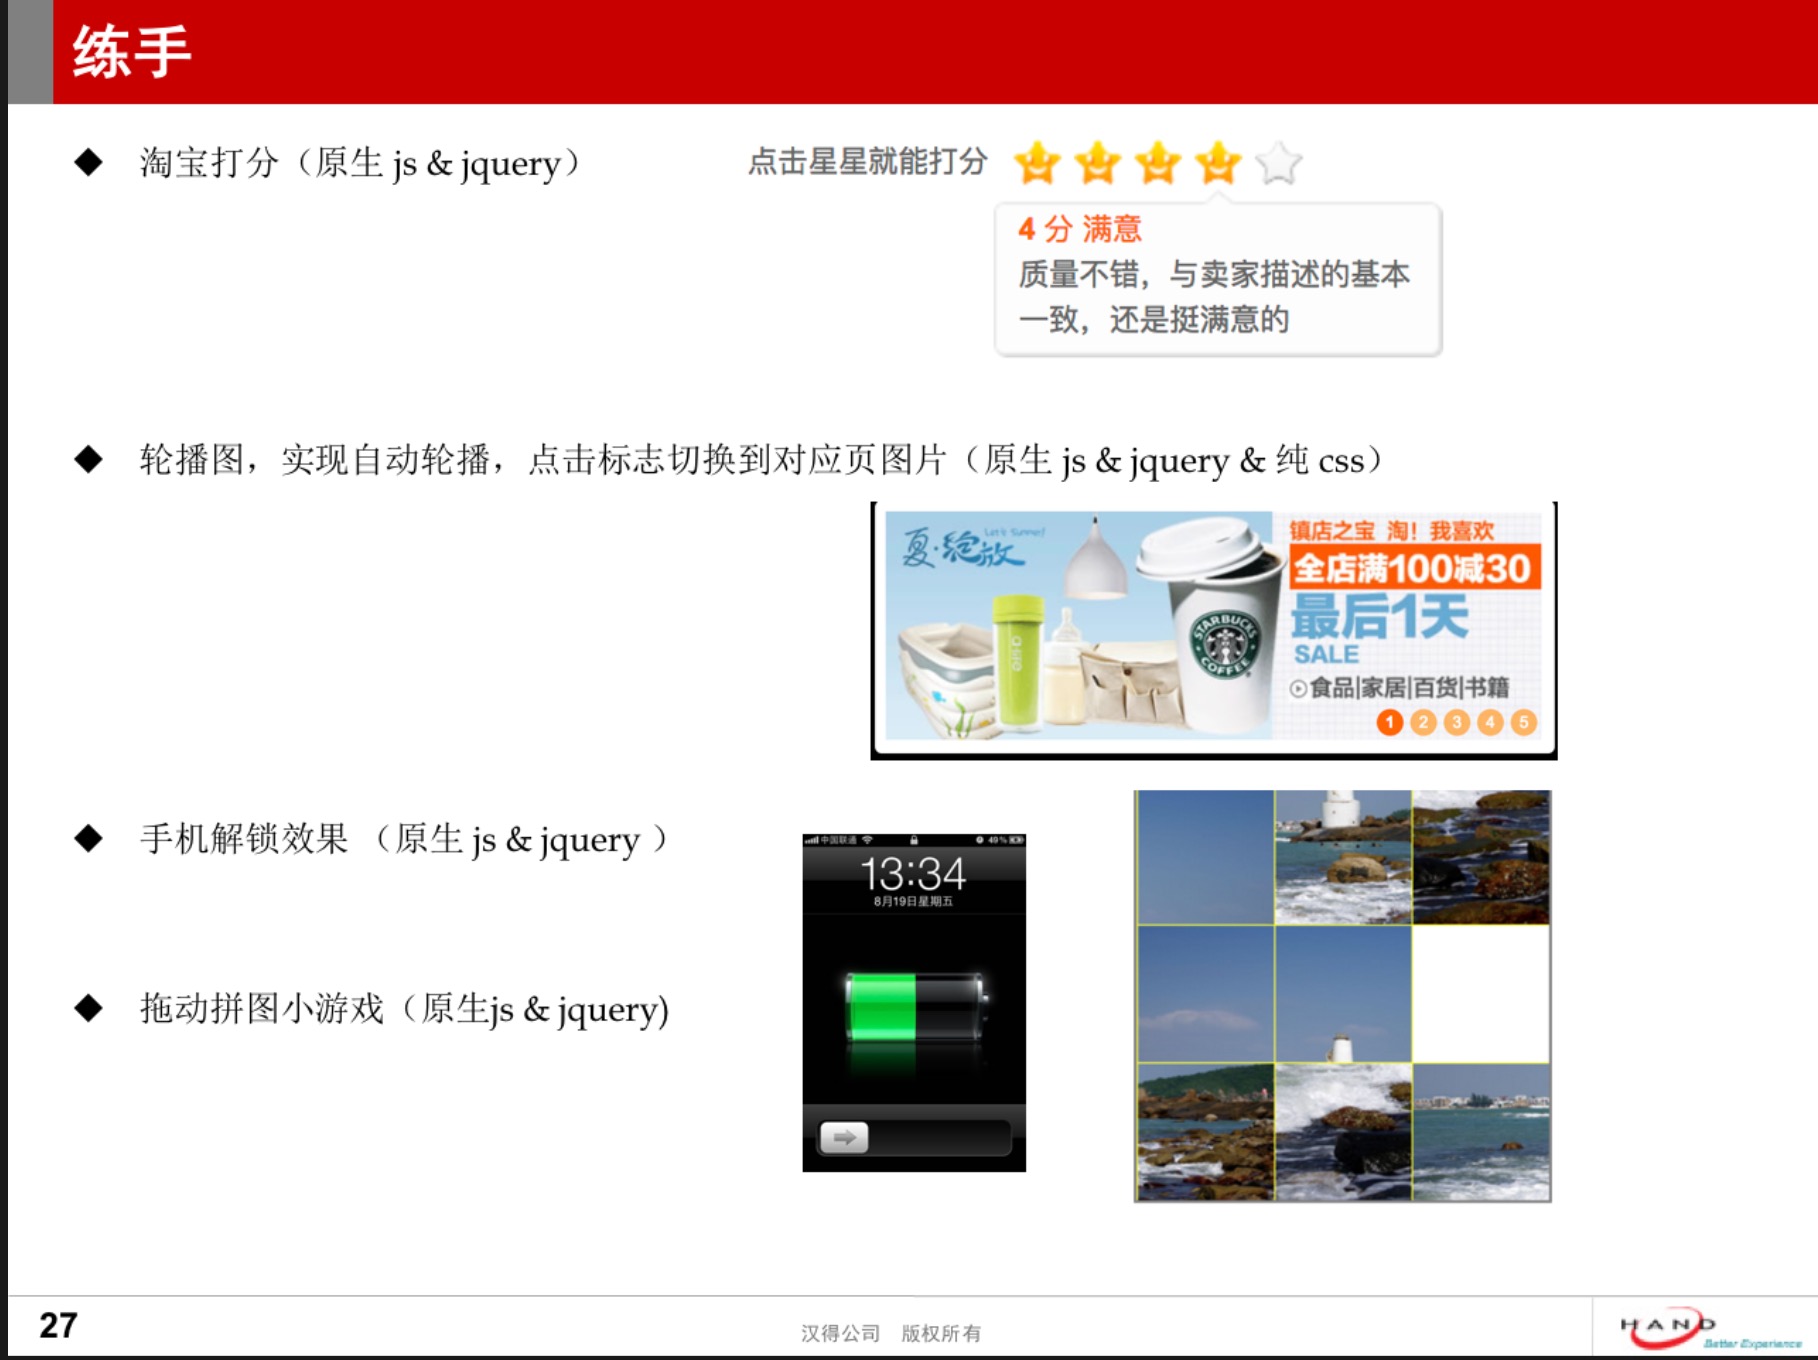 练手
◆ 淘宝打分（原生 js & jquery）
点击星星就能打分
4 分 满意
质量不错，与卖家描述的基本
一致，还是挺满意的
◆ 轮播图，实现自动轮播，点击标志切换到对应页图片（原生 js & jquery & 纯 css）
夏·绽放
Let's summer
镇店之宝 淘！我喜欢
全店满100减30
最后1天
SALE
食品|家居|百货|书籍
1 2 3 4 5
STARBUCKS
COFFEE
◆ 手机解锁效果 （原生 js & jquery ）
中国联通
49%
13:34
8月19日星期五
◆ 拖动拼图小游戏（原生js & jquery)
27
汉得公司 版权所有
HAND
Better Experience